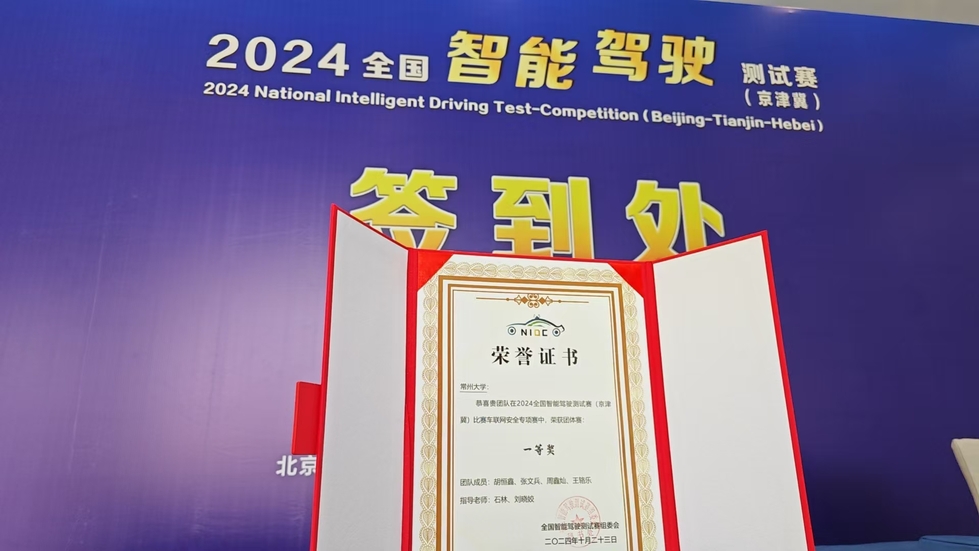 2024 全国 智能 驾驶 测试赛
(京津冀)
2024 National Intelligent Driving Test-Competition (Beijing-Tianjin-Hebei)
签到处
北京
NIDC
荣誉证书
常州大学:
恭喜贵团队在2024全国智能驾驶测试赛(京津
冀)比赛车联网安全专项赛中,荣获团体赛:
一等奖
团队成员:胡恒鑫、张文兵、周鑫灿、王锴乐
指导老师:石林、刘晓姣
全国智能驾驶测试赛组委会
二〇二四年十月二十三日